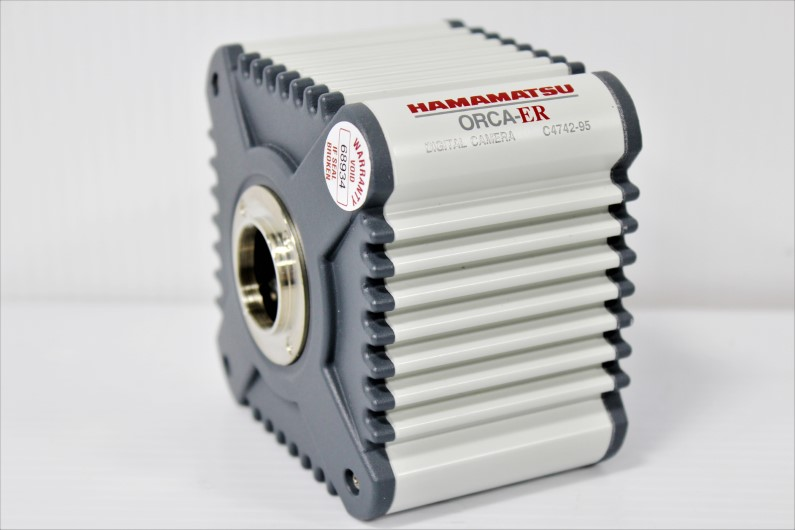 HAMAMATSU
ORCA-ER
DIGITAL CAMERA C4742-95
WARRANTY
VOID
68934
IF SEAL
BROKEN